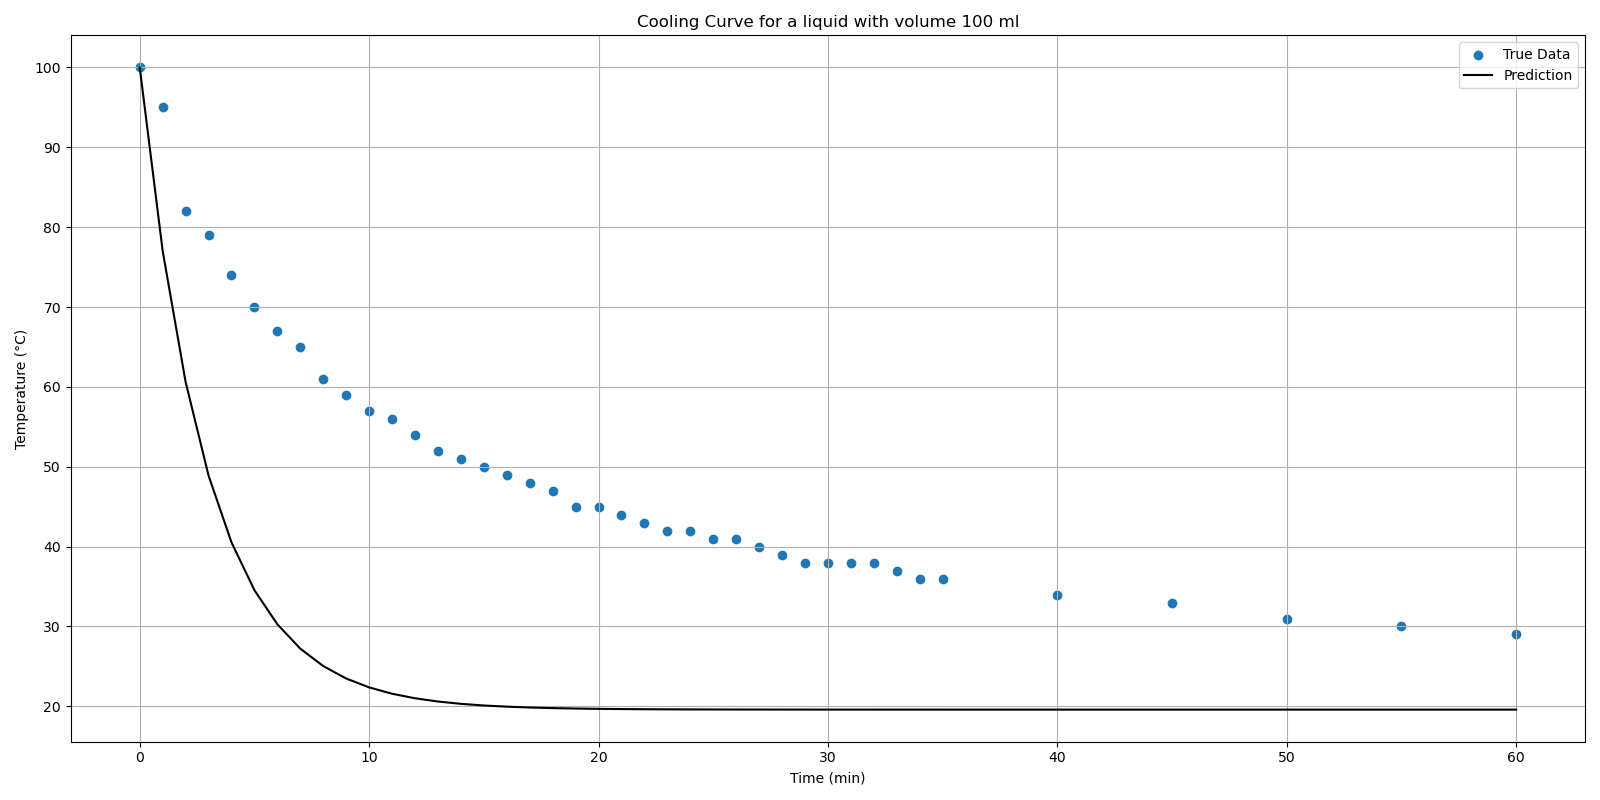 Cooling Curve for a liquid with volume 100 ml
True Data
Prediction
Temperature (°C)
100
90
80
70
60
50
40
30
20
0 10 20 30 40 50 60
Time (min)